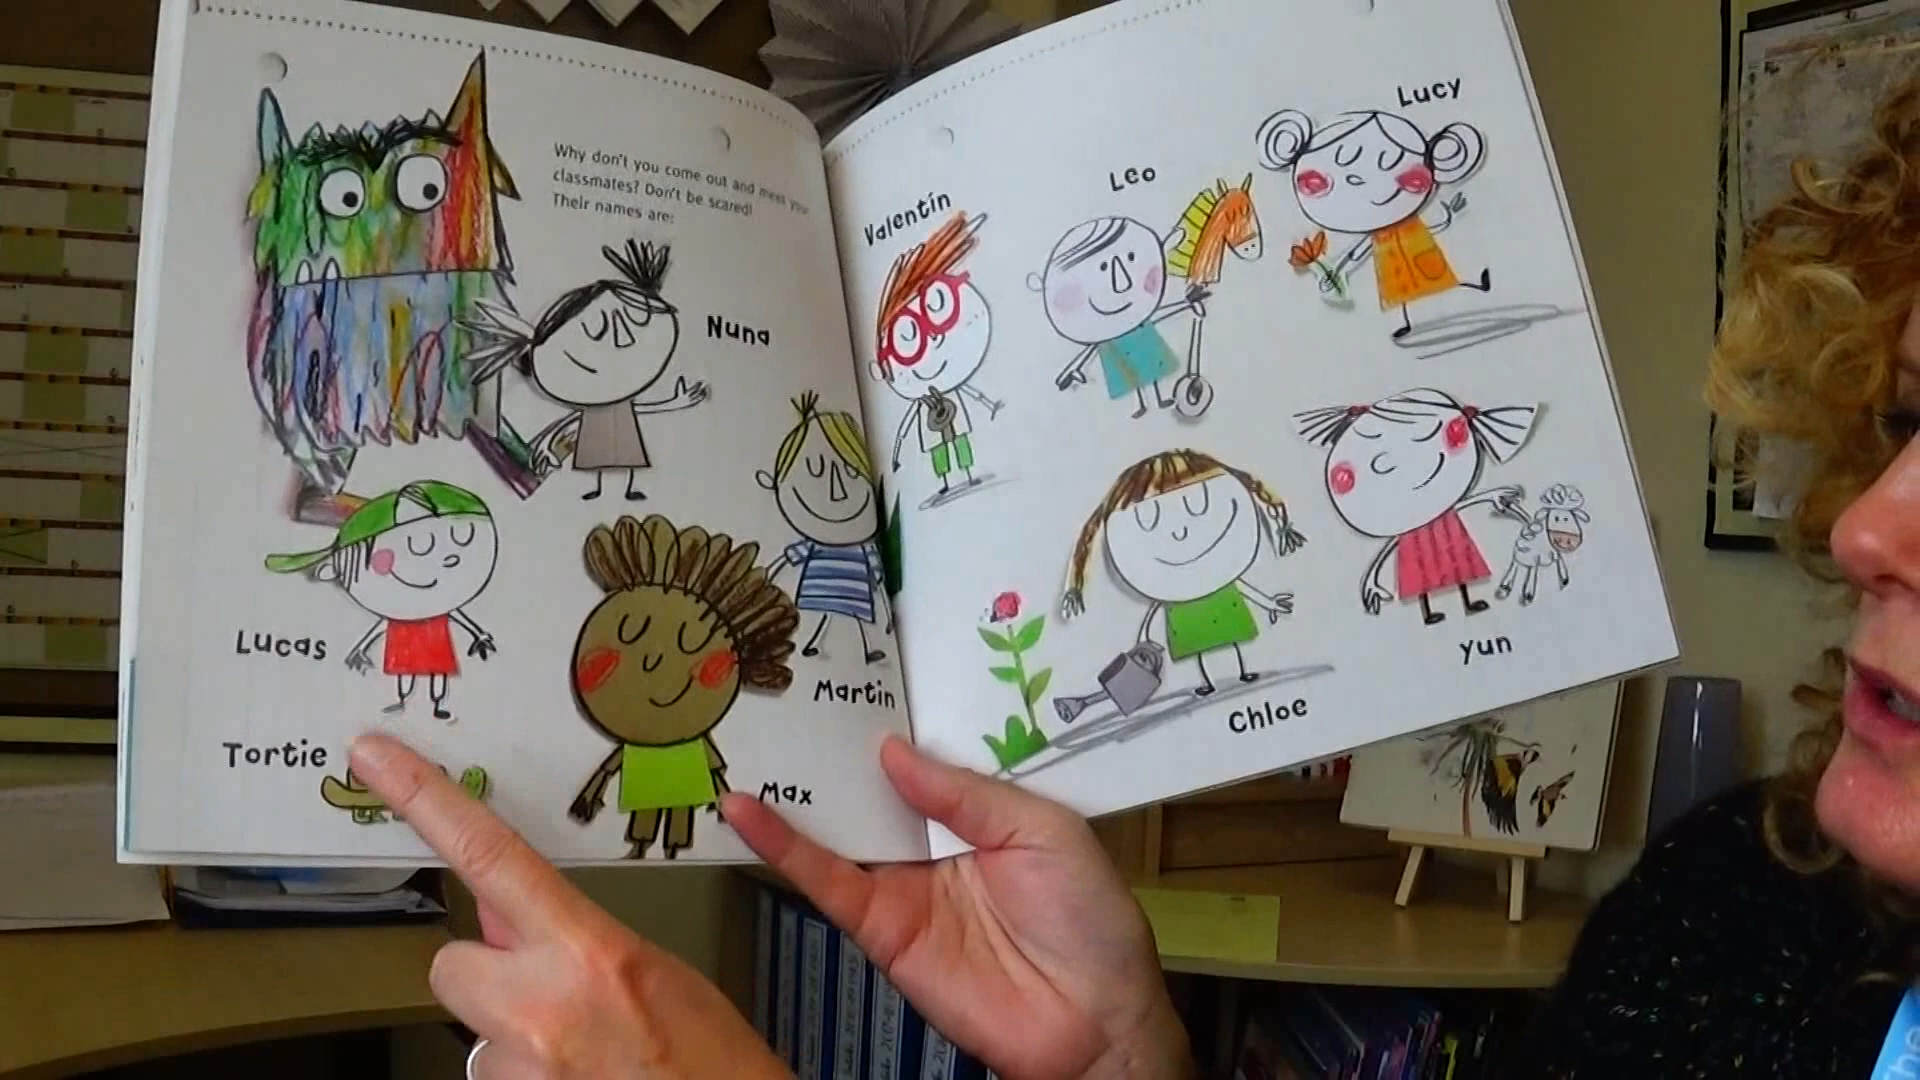 Why don't you come out and meet your
classmates? Don't be scared!
Their names are:
Nuna
Lucas
Tortie
Max
Martin
Valentín
Leo
Lucy
Chloe
Yun
the